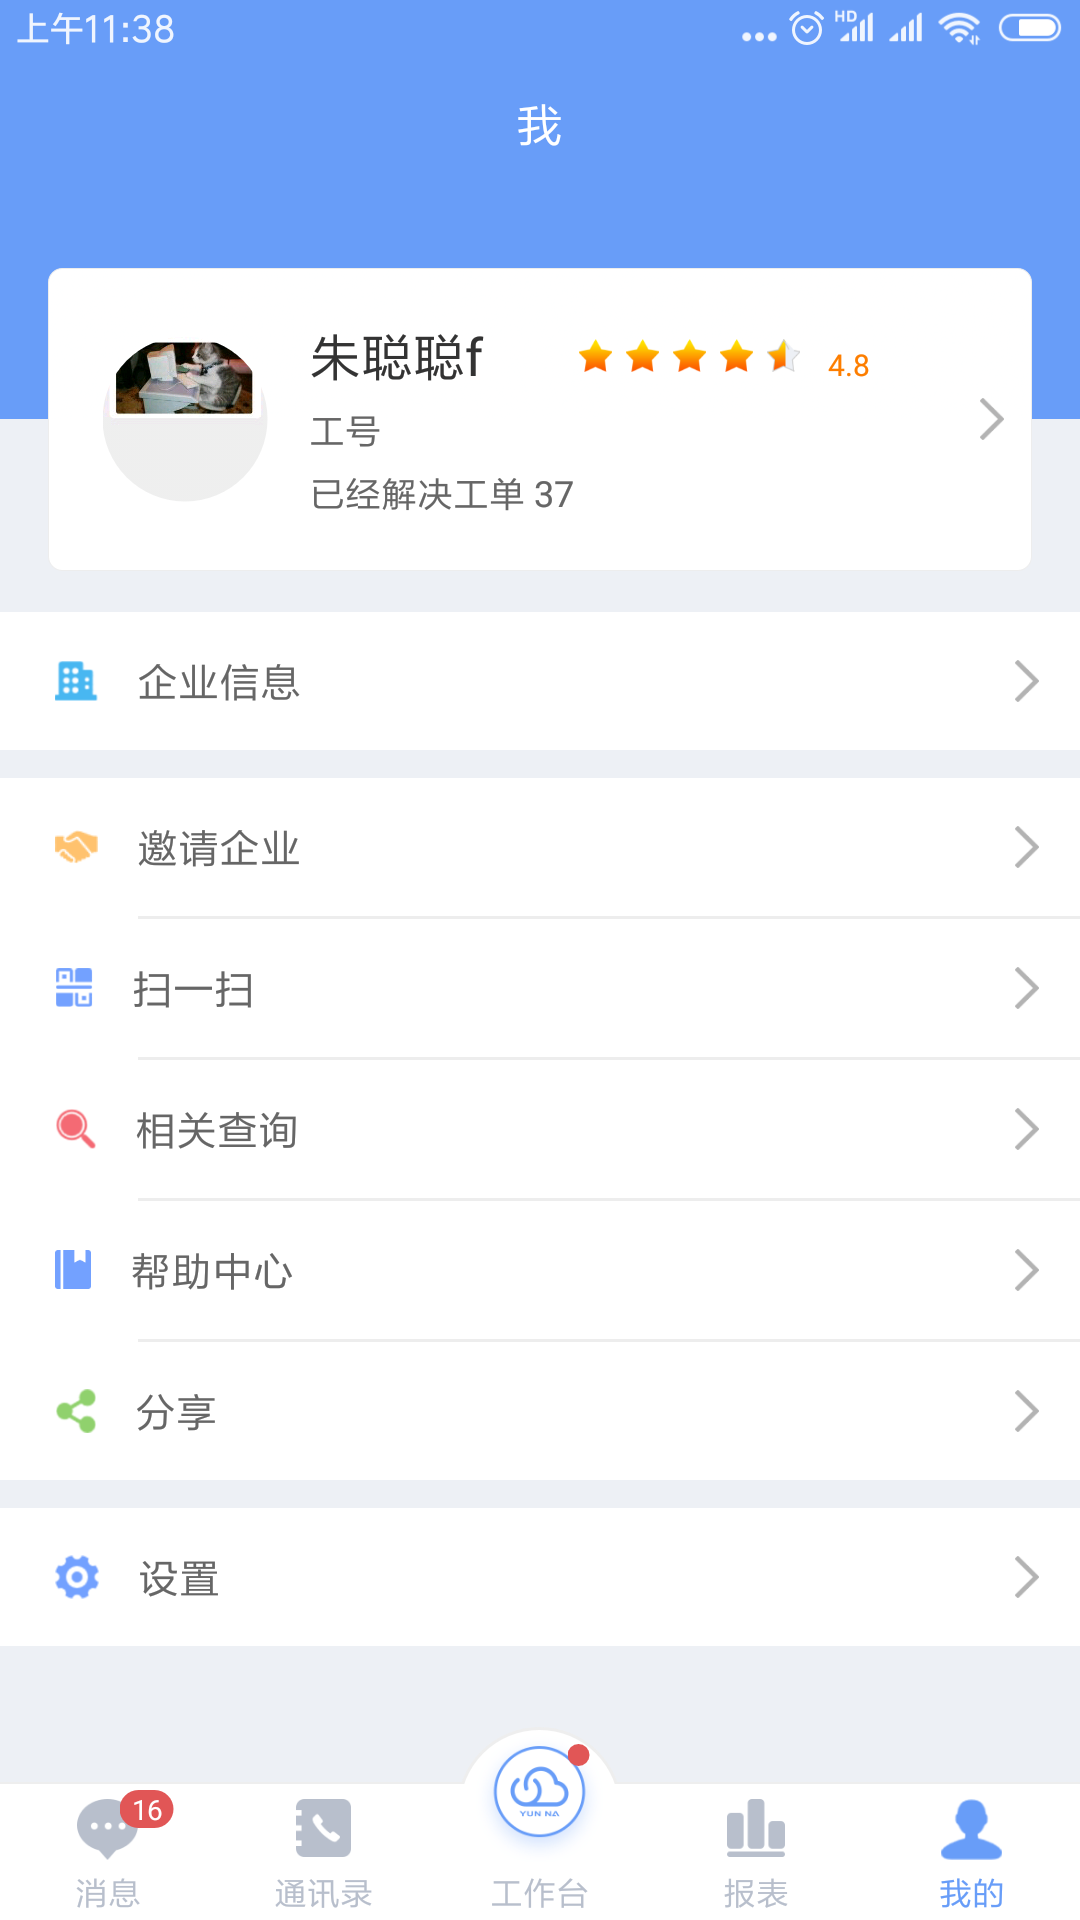 上午11:38
HD
我
朱聪聪f
4.8
工号
已经解决工单 37
企业信息
邀请企业
扫一扫
相关查询
帮助中心
分享
设置
16
YUN NA
消息
通讯录
工作台
报表
我的